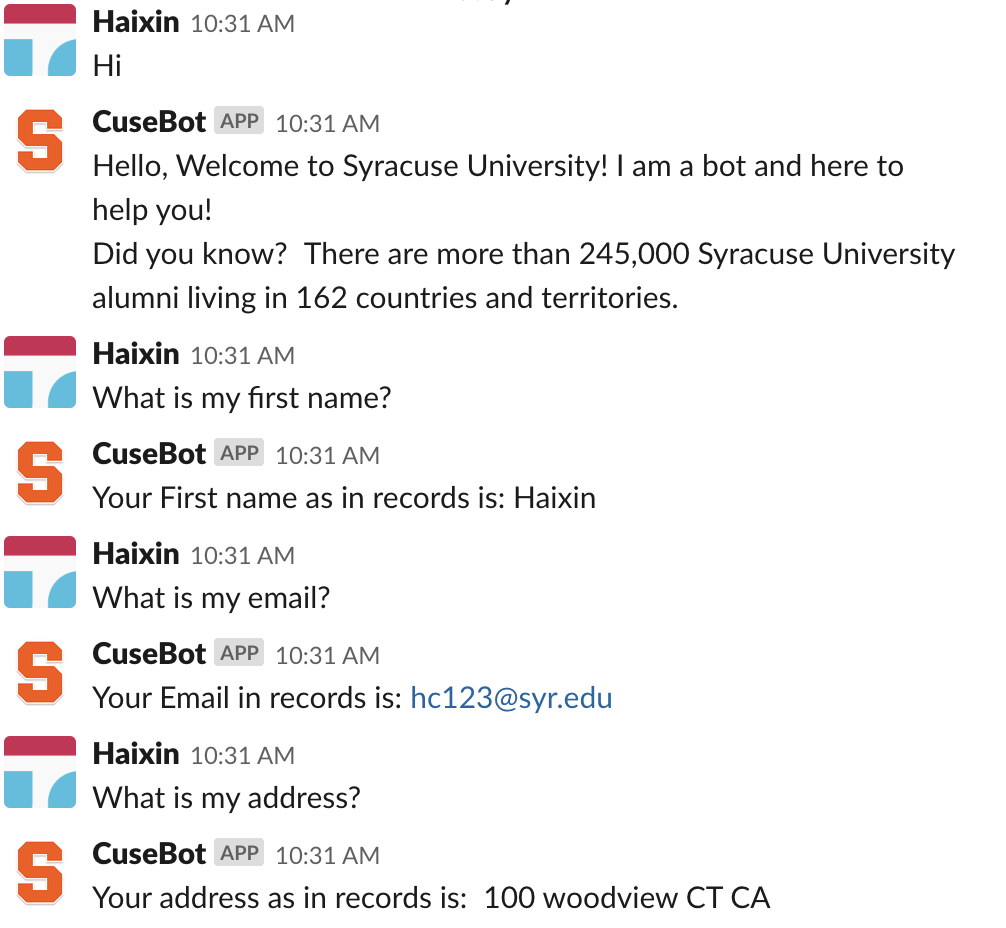 Haixin 10:31 AM
Hi
CuseBot APP 10:31 AM
Hello, Welcome to Syracuse University! I am a bot and here to
help you!
Did you know?  There are more than 245,000 Syracuse University
alumni living in 162 countries and territories.
Haixin 10:31 AM
What is my first name?
CuseBot APP 10:31 AM
Your First name as in records is: Haixin
Haixin 10:31 AM
What is my email?
CuseBot APP 10:31 AM
Your Email in records is: hc123@syr.edu
Haixin 10:31 AM
What is my address?
CuseBot APP 10:31 AM
Your address as in records is:  100 woodview CT CA